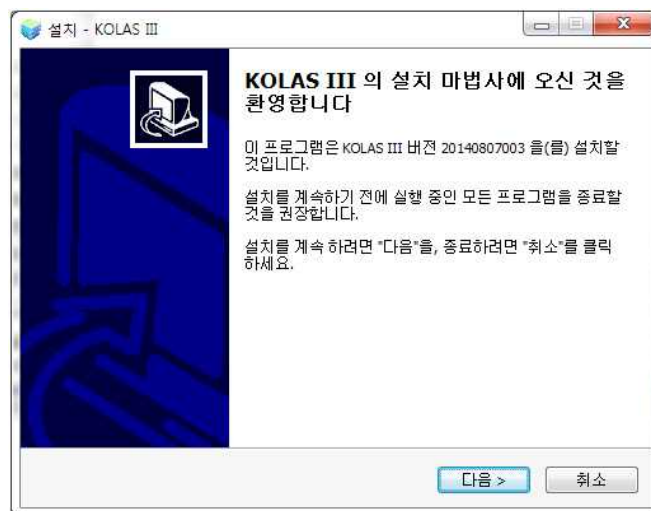 설치 - KOLAS III
KOLAS III 의 설치 마법사에 오신 것을
환영합니다
이 프로그램은 KOLAS III 버전 20140807003 을(를) 설치할
것입니다.
설치를 계속하기 전에 실행 중인 모든 프로그램을 종료할
것을 권장합니다.
설치를 계속 하려면 "다음"을, 종료하려면 "취소"를 클릭
하세요.
다음 >
취소